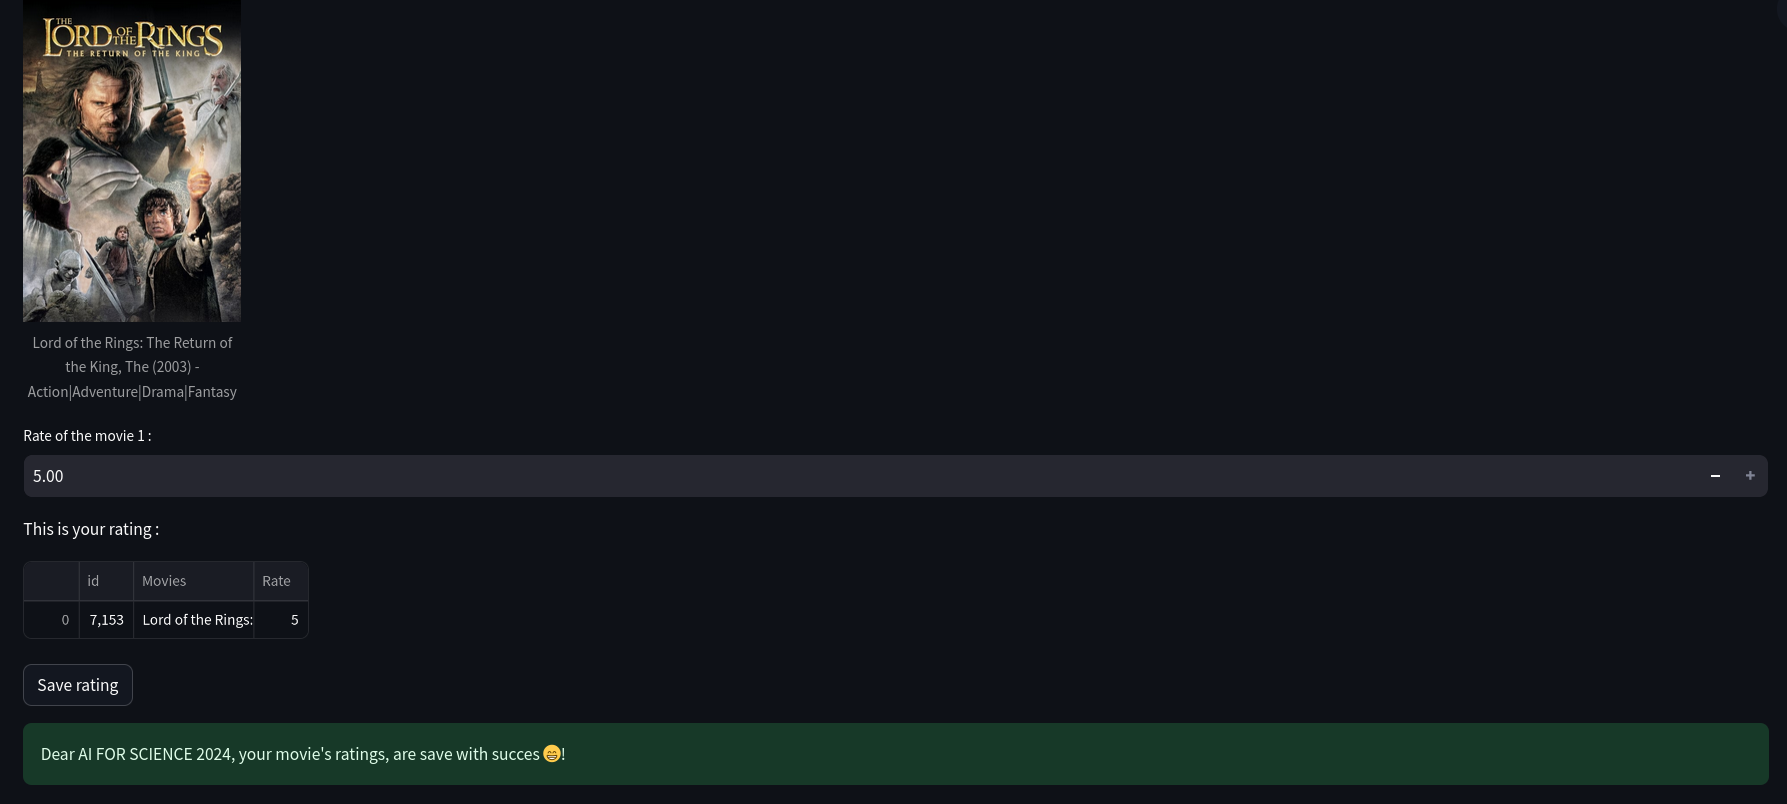 THE
LORD OF THE RINGS
THE RETURN OF THE KING
Lord of the Rings: The Return of
the King, The (2003) -
Action|Adventure|Drama|Fantasy
Rate of the movie 1 :
5.00
This is your rating :
id Movies Rate
0 7,153 Lord of the Rings: 5
Save rating
Dear AI FOR SCIENCE 2024, your movie's ratings, are save with succes 😁!